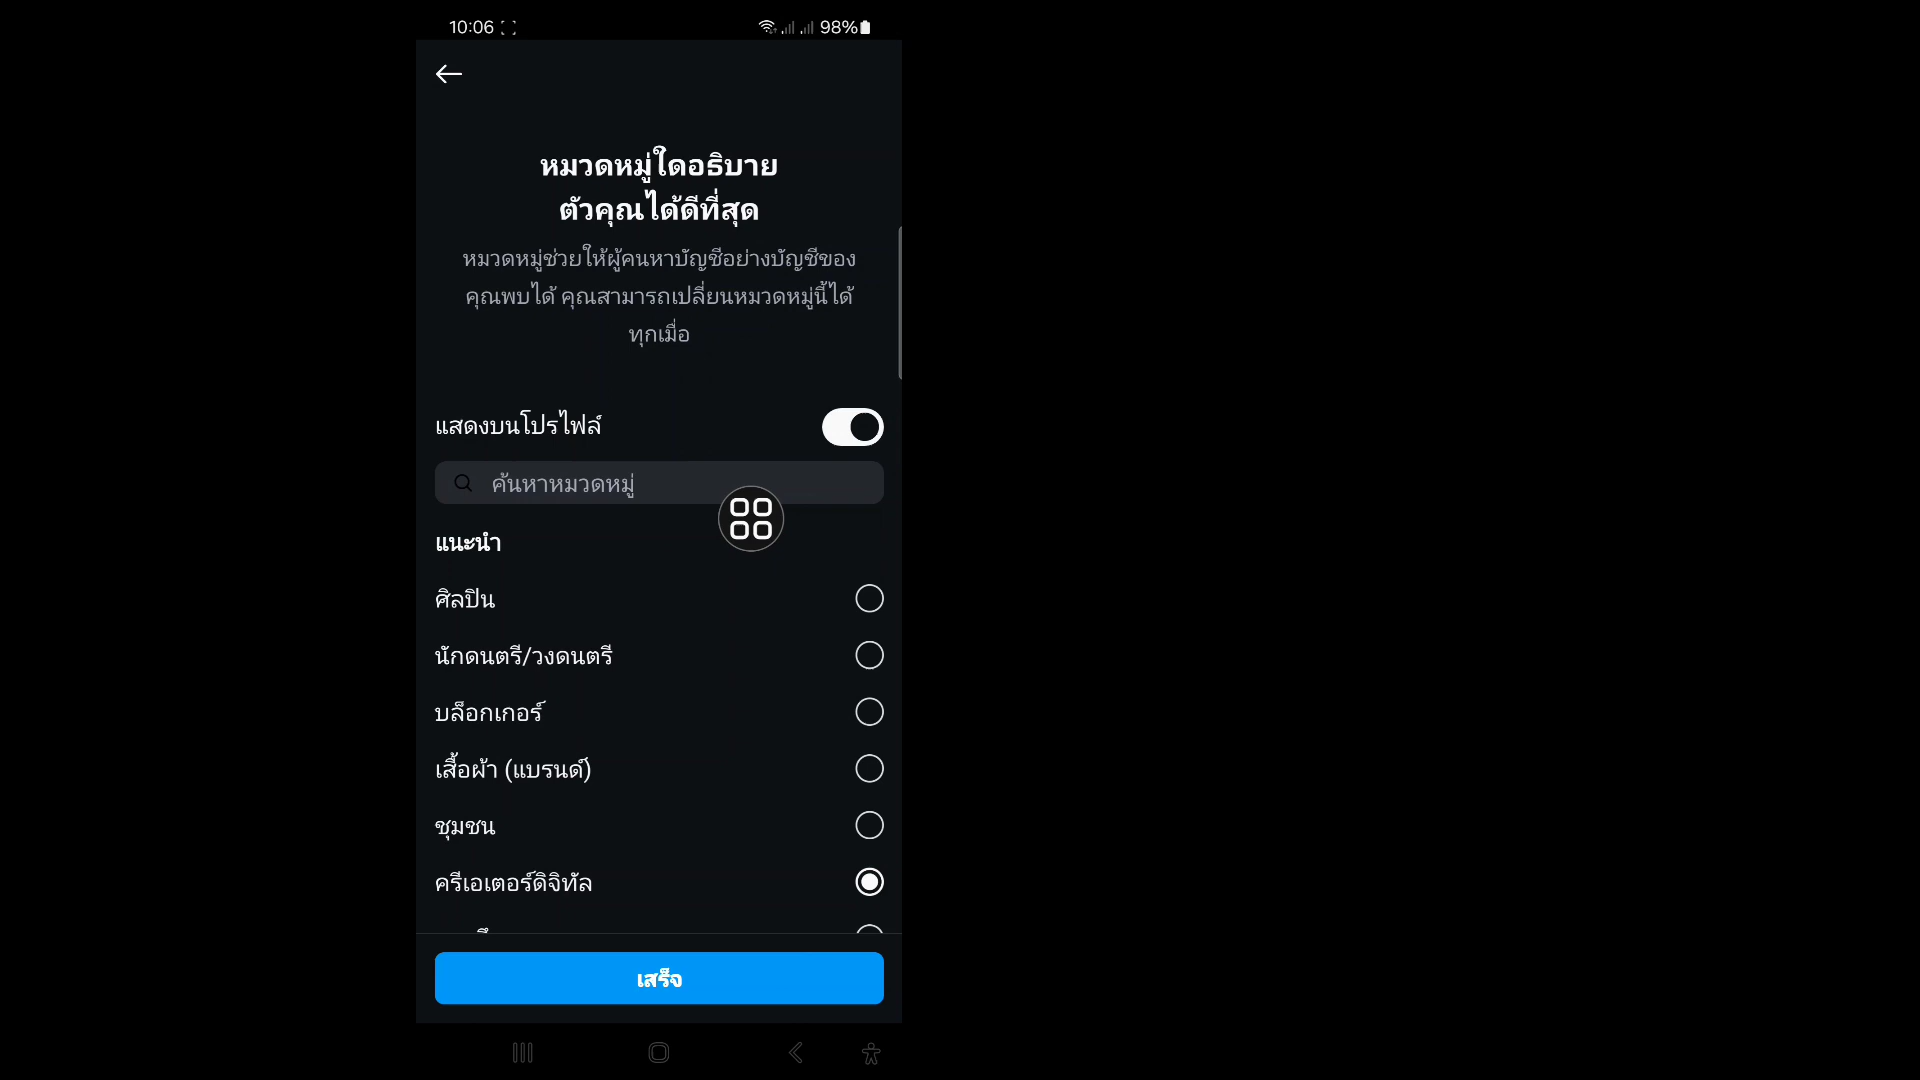 10:06
98%
หมวดหมู่ใดอธิบาย
ตัวคุณได้ดีที่สุด
หมวดหมู่ช่วยให้ผู้คนหาบัญชีอย่างบัญชีของ
คุณพบได้ คุณสามารถเปลี่ยนหมวดหมู่นี้ได้
ทุกเมื่อ
แสดงบนโปรไฟล์
ค้นหาหมวดหมู่
แนะนำ
ศิลปิน
นักดนตรี/วงดนตรี
บล็อกเกอร์
เสื้อผ้า (แบรนด์)
ชุมชน
ครีเอเตอร์ดิจิทัล
เสร็จ